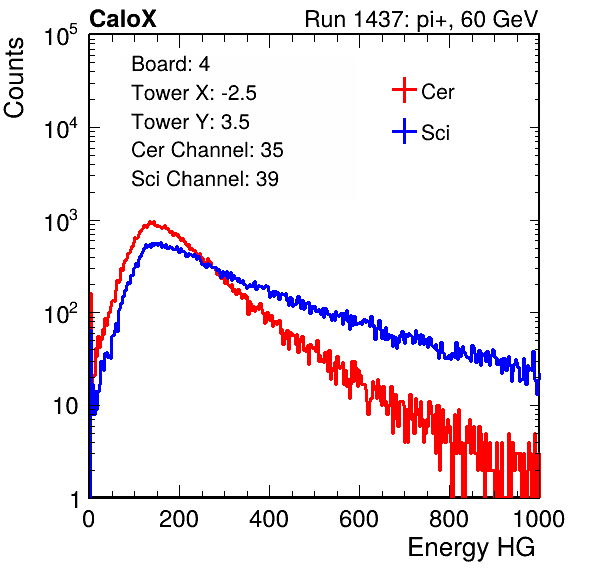 CaloX Run 1437: pi+, 60 GeV
Counts
10^5
10^4
10^3
10^2
10
1
Board: 4
Tower X: -2.5
Tower Y: 3.5
Cer Channel: 35
Sci Channel: 39
Cer
Sci
0 200 400 600 800 1000
Energy HG